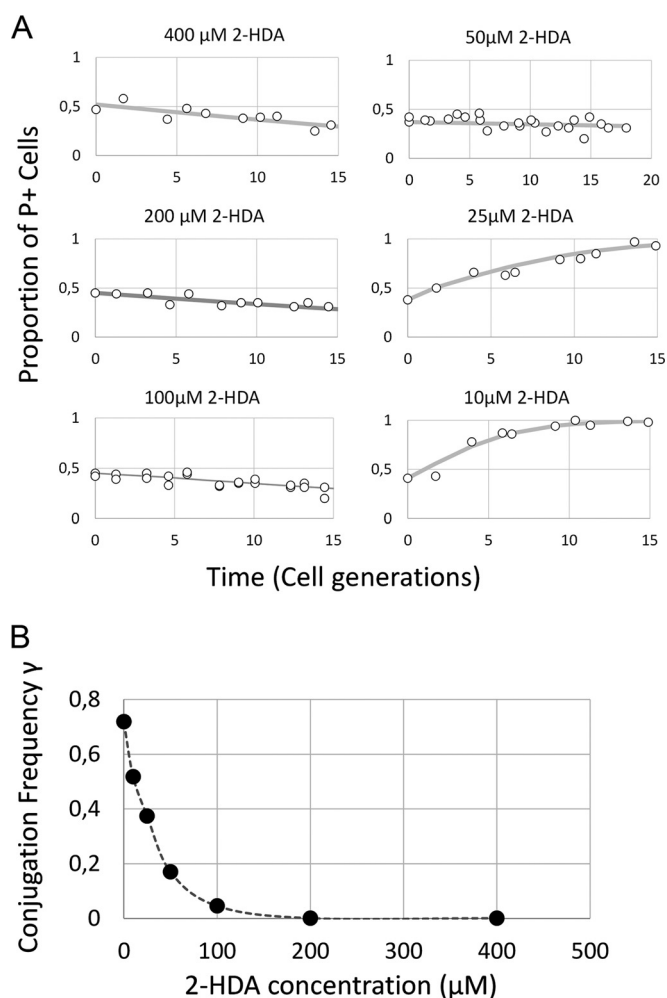 A
400 µM 2-HDA
1
0,5
0
0 5 10 15
50µM 2-HDA
1
0,5
0
0 5 10 15 20
200 µM 2-HDA
1
0,5
0
0 5 10 15
25µM 2-HDA
1
0,5
0
0 5 10 15
100µM 2-HDA
1
0,5
0
0 5 10 15
10µM 2-HDA
1
0,5
0
0 5 10 15
Proportion of P+ Cells
Time (Cell generations)
B
Conjugation Frequency γ
0,8
0,6
0,4
0,2
0
0 100 200 300 400 500
2-HDA concentration (µM)